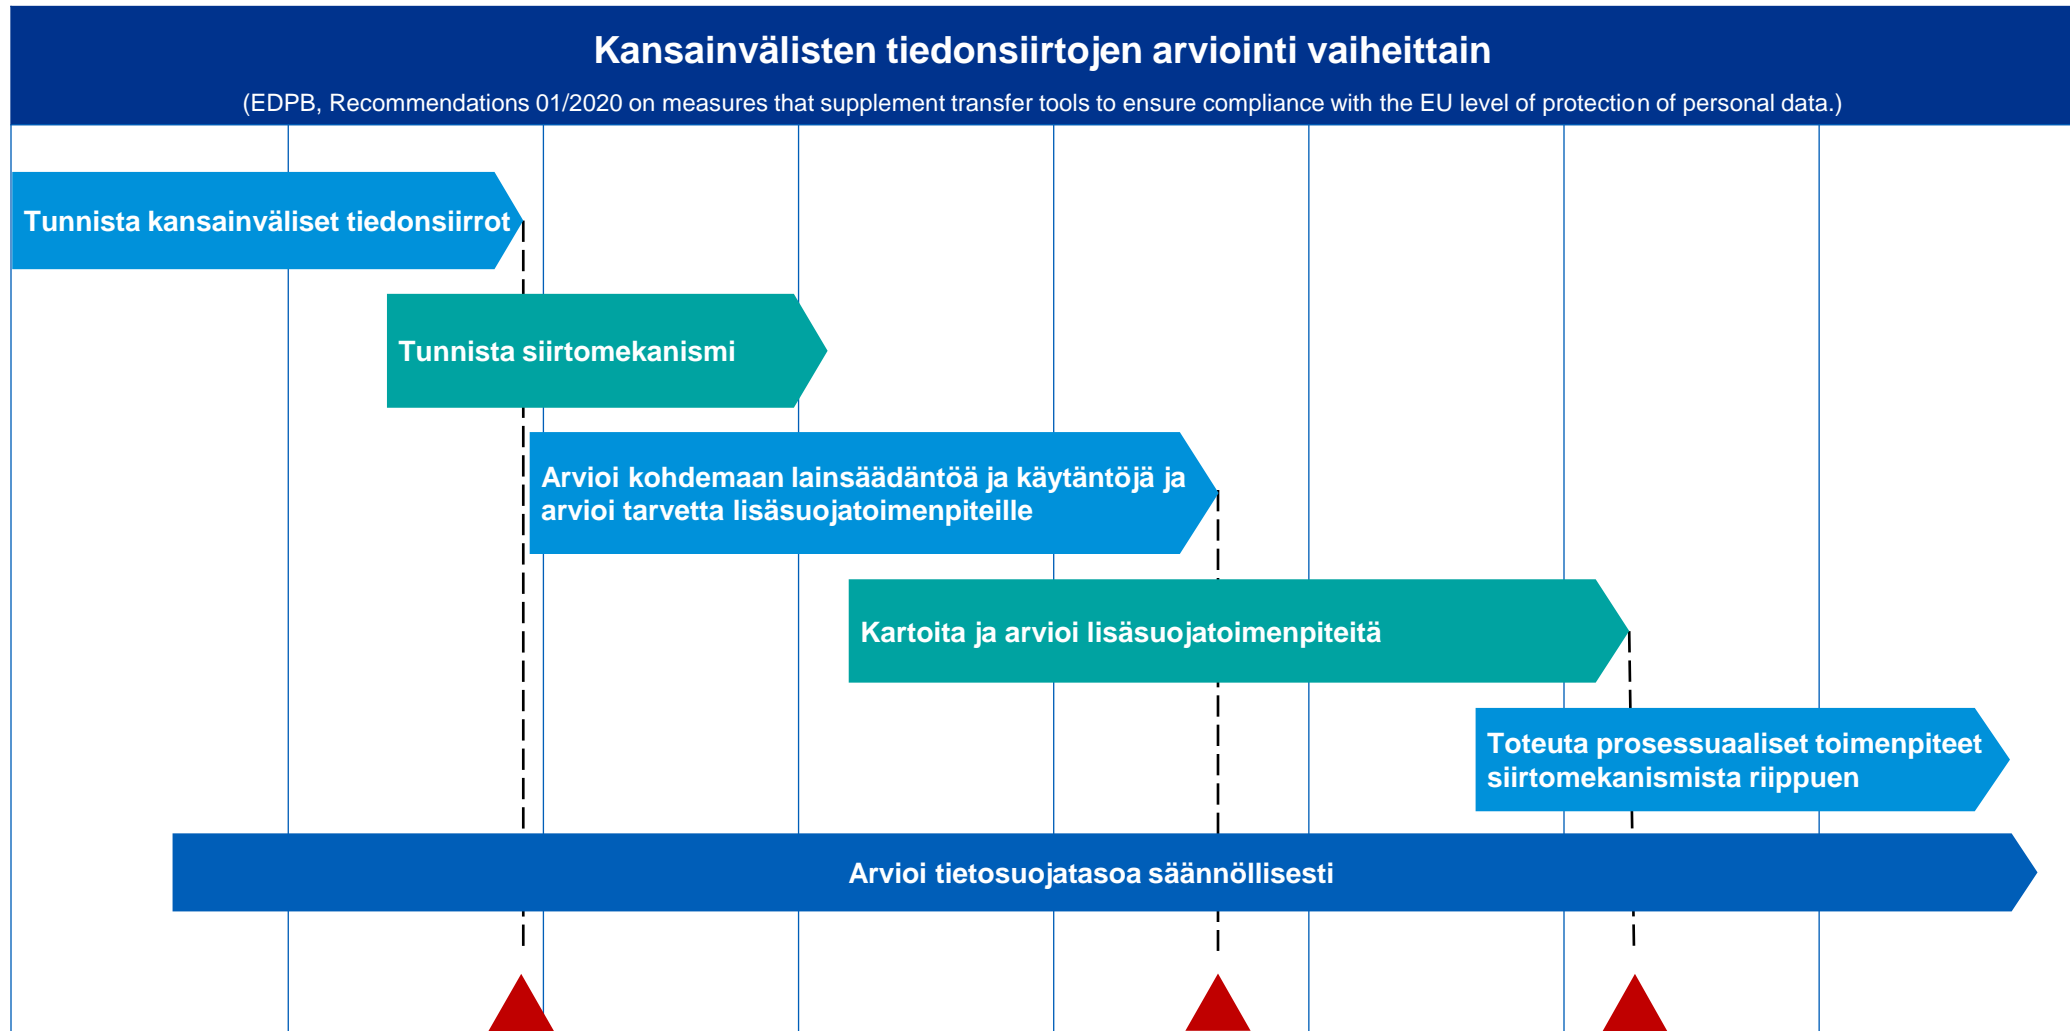 Kansainvälisten tiedonsiirtojen arviointi vaiheittain
(EDPB, Recommendations 01/2020 on measures that supplement transfer tools to ensure compliance with the EU level of protection of personal data.)
Tunnista kansainväliset tiedonsiirrot
Tunnista siirtomekanismi
Arvioi kohdemaan lainsäädäntöä ja käytäntöjä ja
arvioi tarvetta lisäsuojatoimenpiteille
Kartoita ja arvioi lisäsuojatoimenpiteitä
Toteuta prosessuaaliset toimenpiteet
siirtomekanismista riippuen
Arvioi tietosuojatasoa säännöllisesti